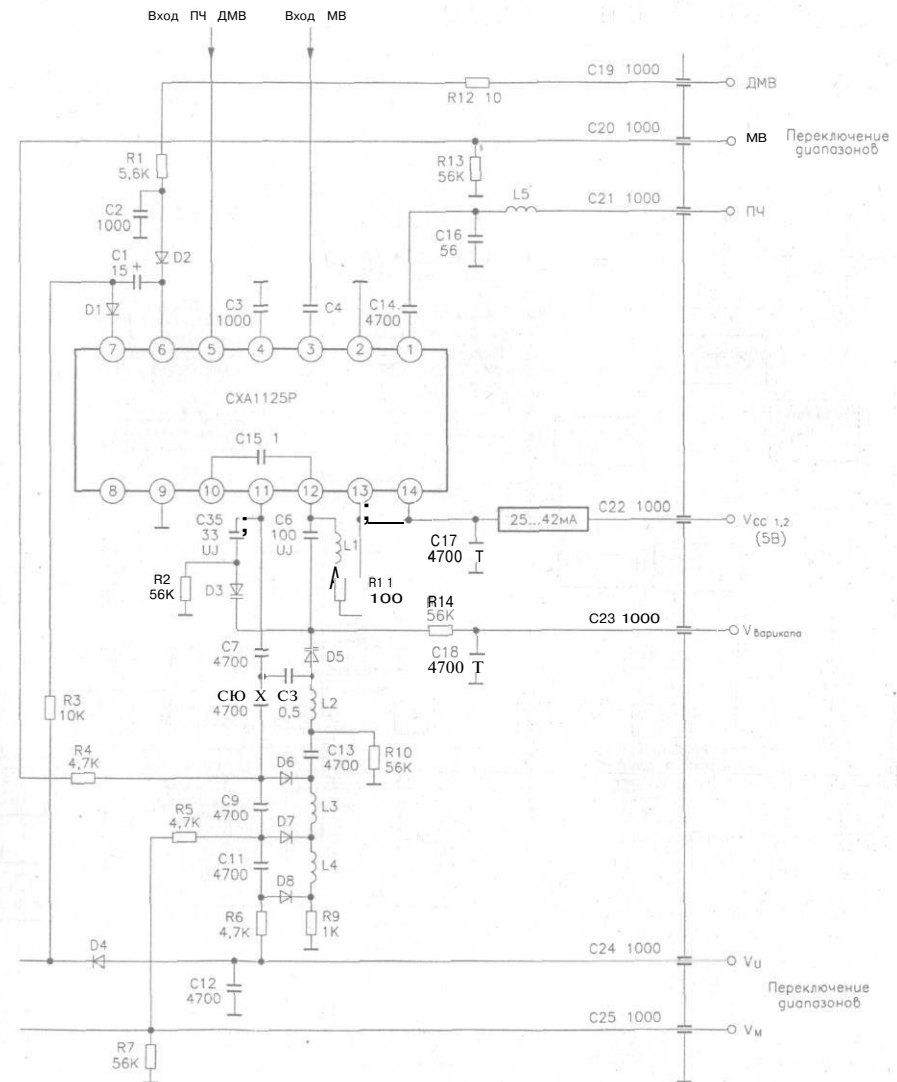 Вход ПЧ ДМВ
Вход МВ
C19 1000
ДМВ
R12 10
C20 1000
МВ
Переключение
диапазонов
R1
5,6K
R13
56K
L5
C21 1000
ПЧ
C2
1000
C16
56
C1
15 +
D2
D1
C3
1000
C4
C14
4700
7 6 5 4 3 2 1
CXA1125P
C15 1
8 9 10 11 12 13 14
C35
33
UJ
C6
100
UJ
L1
C17
4700 T
25...42мА
C22 1000
VCC 1,2
(5В)
R2
56K
D3
R11
100
R14
56K
C23 1000
Vварикапа
C7
4700
D5
C18
4700 T
СЮ X СЗ
4700 0,5
L2
R3
10K
C13
4700
R10
56K
R4
4,7K
D6
C9
4700
L3
R5
4,7K
D7
C11
4700
L4
D8
R6
4,7K
R9
1K
D4
C24 1000
VU
C12
4700
Переключение
диапазонов
C25 1000
VM
R7
56K